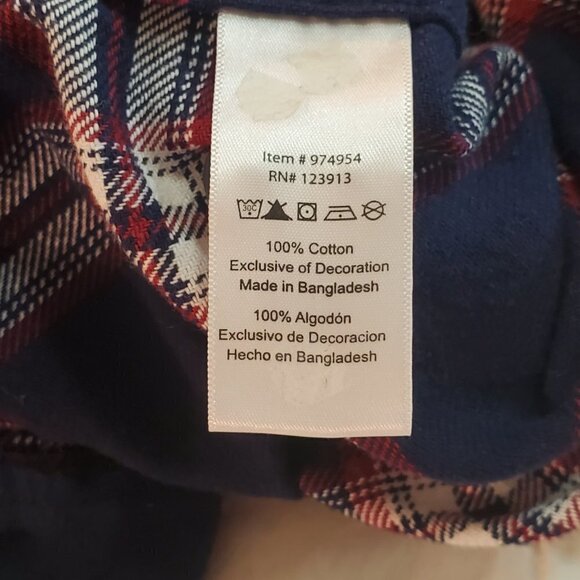 Item # 974954
RN# 123913
30C
100% Cotton
Exclusive of Decoration
Made in Bangladesh
100% Algodón
Exclusivo de Decoracion
Hecho en Bangladesh